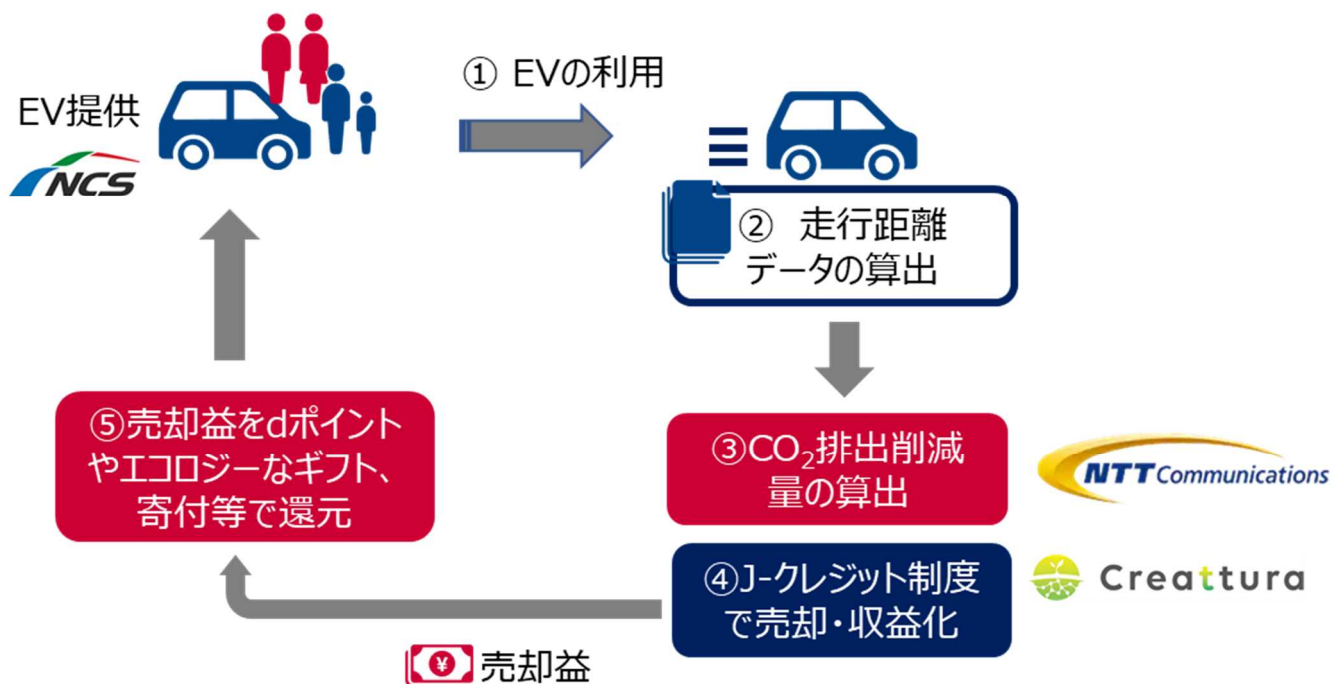 EV提供
NCS
① EVの利用
② 走行距離
データの算出
③CO₂排出削減
量の算出
NTT Communications
④J-クレジット制度
で売却・収益化
Creattura
¥
売却益
⑤売却益をdポイント
やエコロジーなギフト、
寄付等で還元